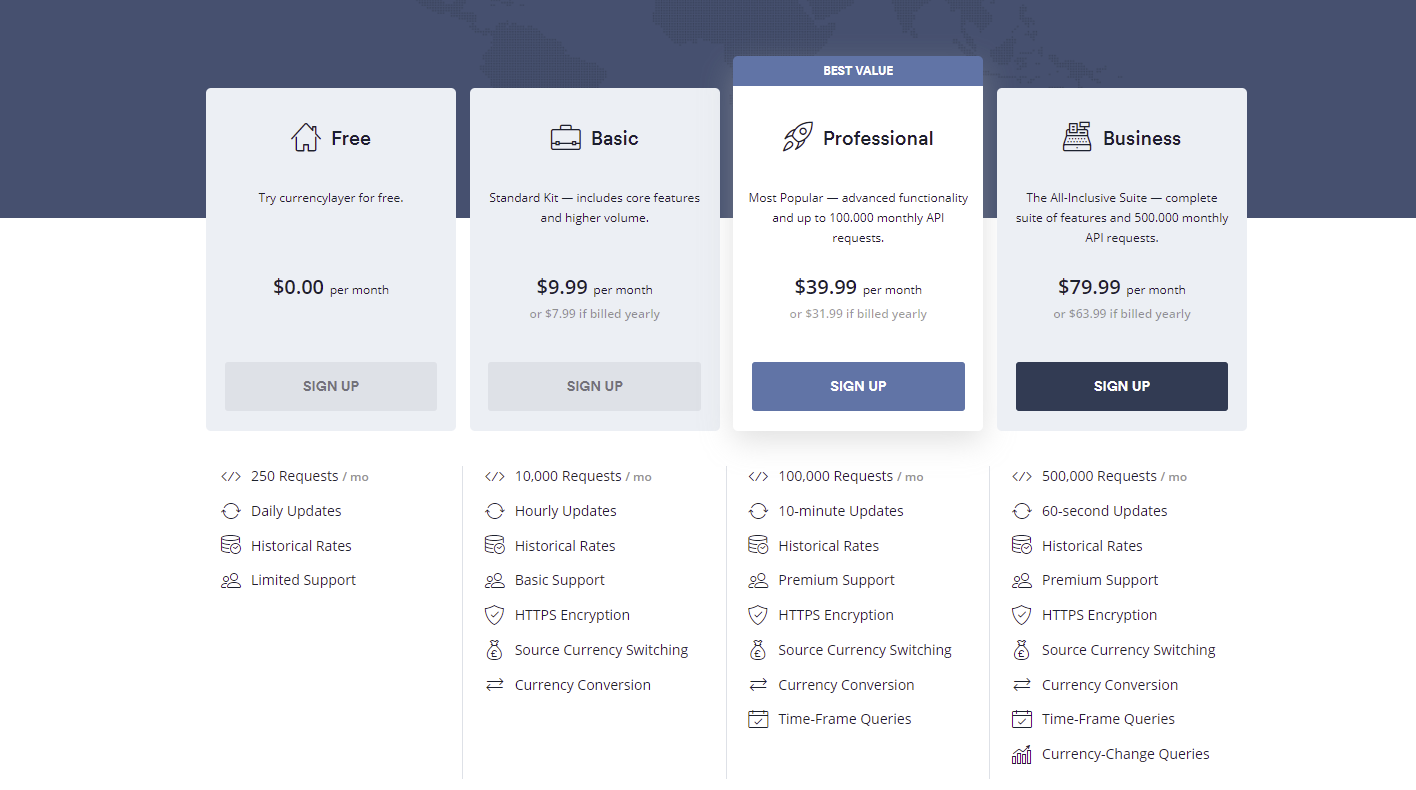 BEST VALUE
Free
Try currencylayer for free.
$0.00 per month
SIGN UP
Basic
Standard Kit — includes core features
and higher volume.
$9.99 per month
or $7.99 if billed yearly
SIGN UP
Professional
Most Popular — advanced functionality
and up to 100.000 monthly API
requests.
$39.99 per month
or $31.99 if billed yearly
SIGN UP
Business
The All-Inclusive Suite — complete
suite of features and 500.000 monthly
API requests.
$79.99 per month
or $63.99 if billed yearly
SIGN UP
250 Requests / mo
Daily Updates
Historical Rates
Limited Support
10,000 Requests / mo
Hourly Updates
Historical Rates
Basic Support
HTTPS Encryption
Source Currency Switching
Currency Conversion
100,000 Requests / mo
10-minute Updates
Historical Rates
Premium Support
HTTPS Encryption
Source Currency Switching
Currency Conversion
Time-Frame Queries
500,000 Requests / mo
60-second Updates
Historical Rates
Premium Support
HTTPS Encryption
Source Currency Switching
Currency Conversion
Time-Frame Queries
Currency-Change Queries